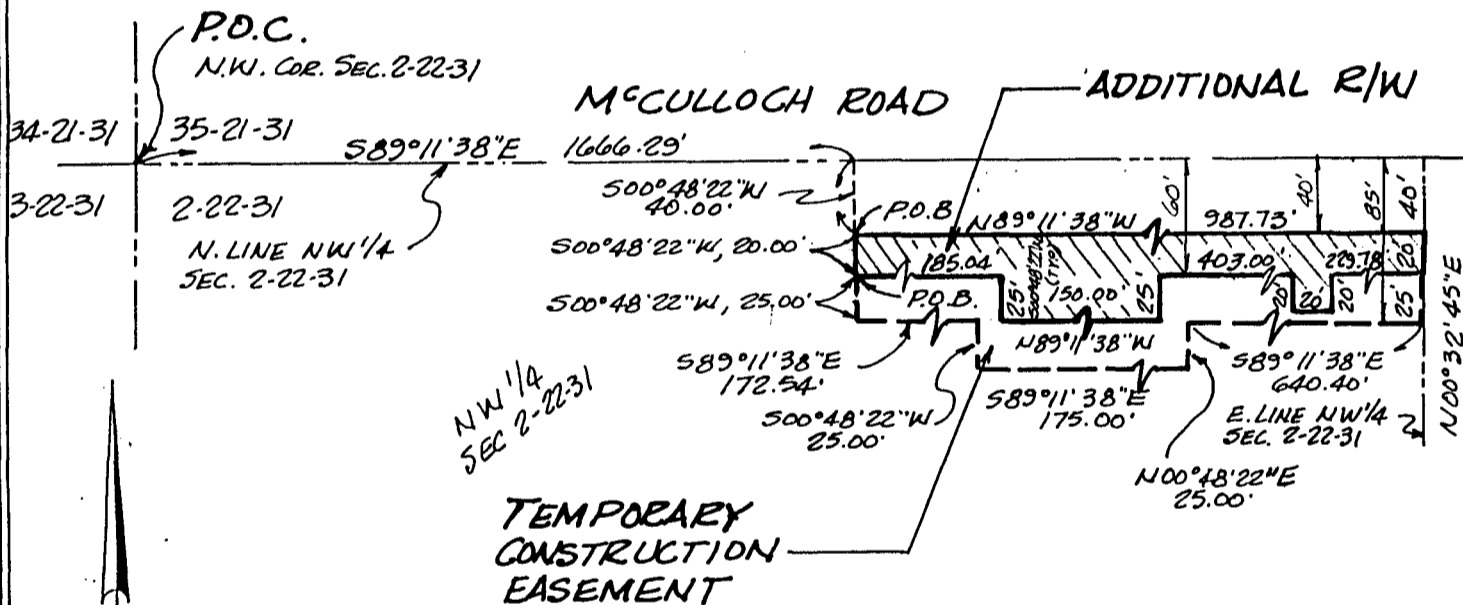 P.O.C.
N.W. COR. SEC. 2-22-31
34-21-31
35-21-31
3-22-31
2-22-31
S89°11'38"E 1666.29'
N. LINE NW 1/4
SEC. 2-22-31
McCULLOCH ROAD
ADDITIONAL R/W
S00°48'22"W
40.00'
P.O.B
N89°11'38"W 987.73'
60'
40'
85'
40'
S00°48'22"W, 20.00'
185.04
S00°48'22"W
(TYP)
403.00
229.78
20'
S00°48'22"W, 25.00'
P.O.B.
25'
150.00'
25'
20'
20'
20'
25'
N89°11'38"W
S89°11'38"E
172.54'
S00°48'22"W
25.00'
S89°11'38"E
175.00'
S89°11'38"E
640.40'
E. LINE NW 1/4
SEC. 2-22-31
N00°32'45"E
N00°48'22"E
25.00'
NW 1/4
SEC 2-22-31
TEMPORARY
CONSTRUCTION
EASEMENT